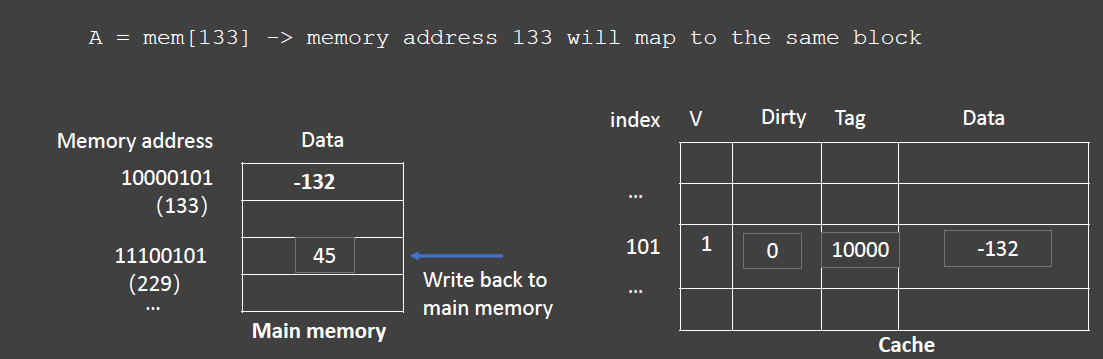 A = mem[133] -> memory address 133 will map to the same block
index V Dirty Tag Data
Memory address Data
10000101 -132
(133)
...
11100101 45
(229)
...
101 1 0 10000 -132
...
Write back to
main memory
Main memory
Cache